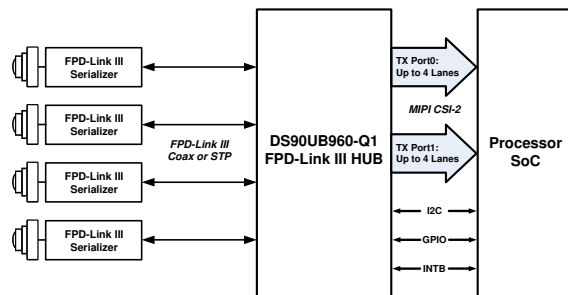 FPD-Link III
Serializer
FPD-Link III
Serializer
FPD-Link III
Serializer
FPD-Link III
Serializer
FPD-Link III
Coax or STP
DS90UB960-Q1
FPD-Link III HUB
TX Port0:
Up to 4 Lanes
MIPI CSI-2
TX Port1:
Up to 4 Lanes
I2C
GPIO
INTB
Processor
SoC